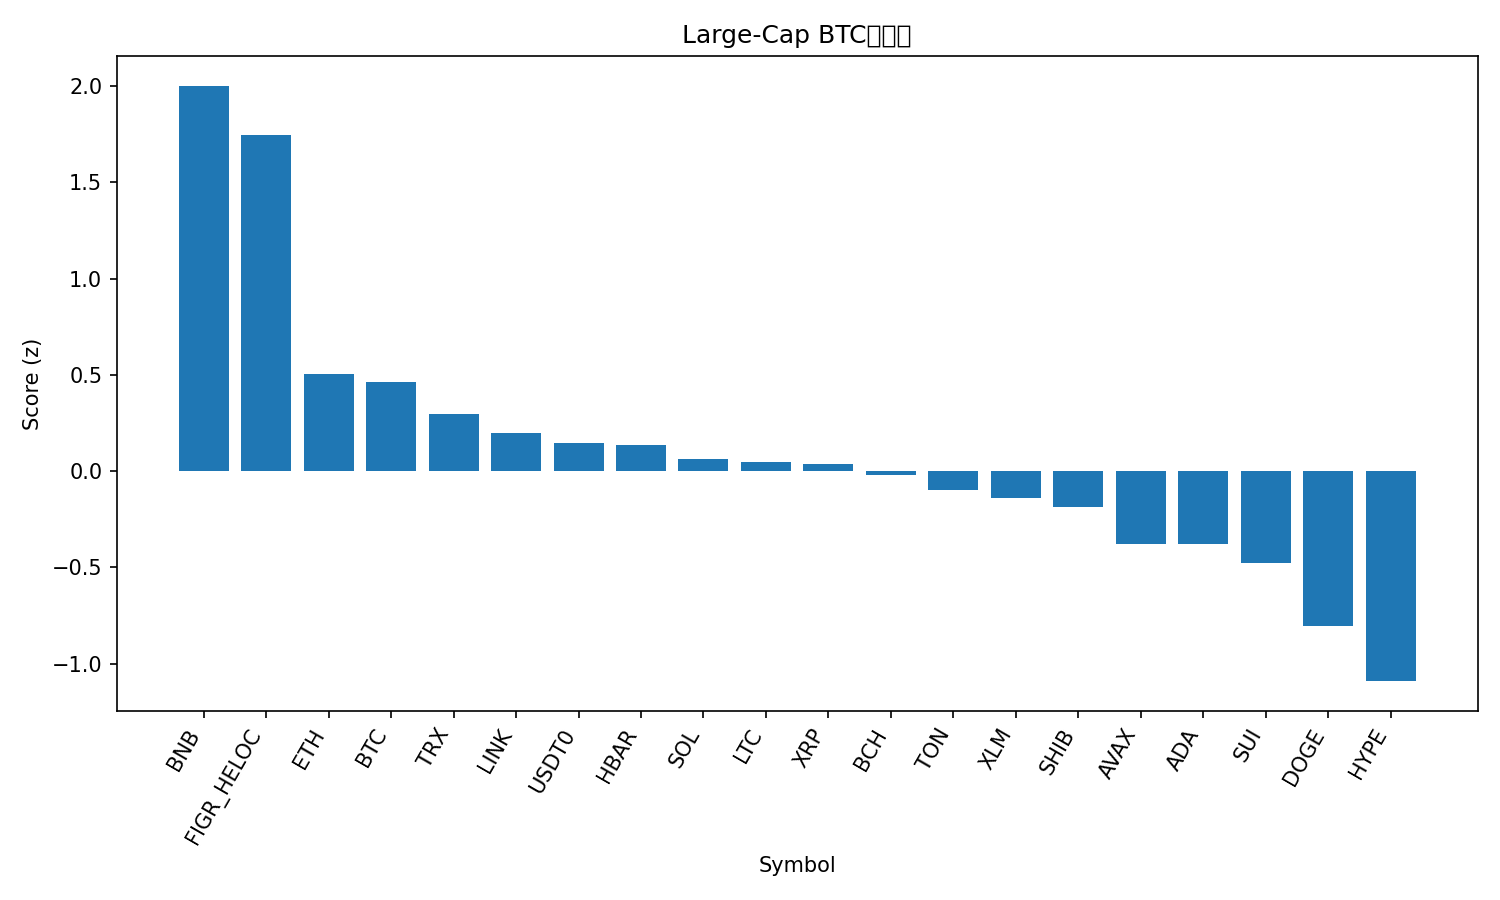 Large-Cap BTC
Score (z)
2.0
1.5
1.0
0.5
0.0
−0.5
−1.0
BNB
FIGR_HELOC
ETH
BTC
TRX
LINK
USDT0
HBAR
SOL
LTC
XRP
BCH
TON
XLM
SHIB
AVAX
ADA
SUI
DOGE
HYPE
Symbol